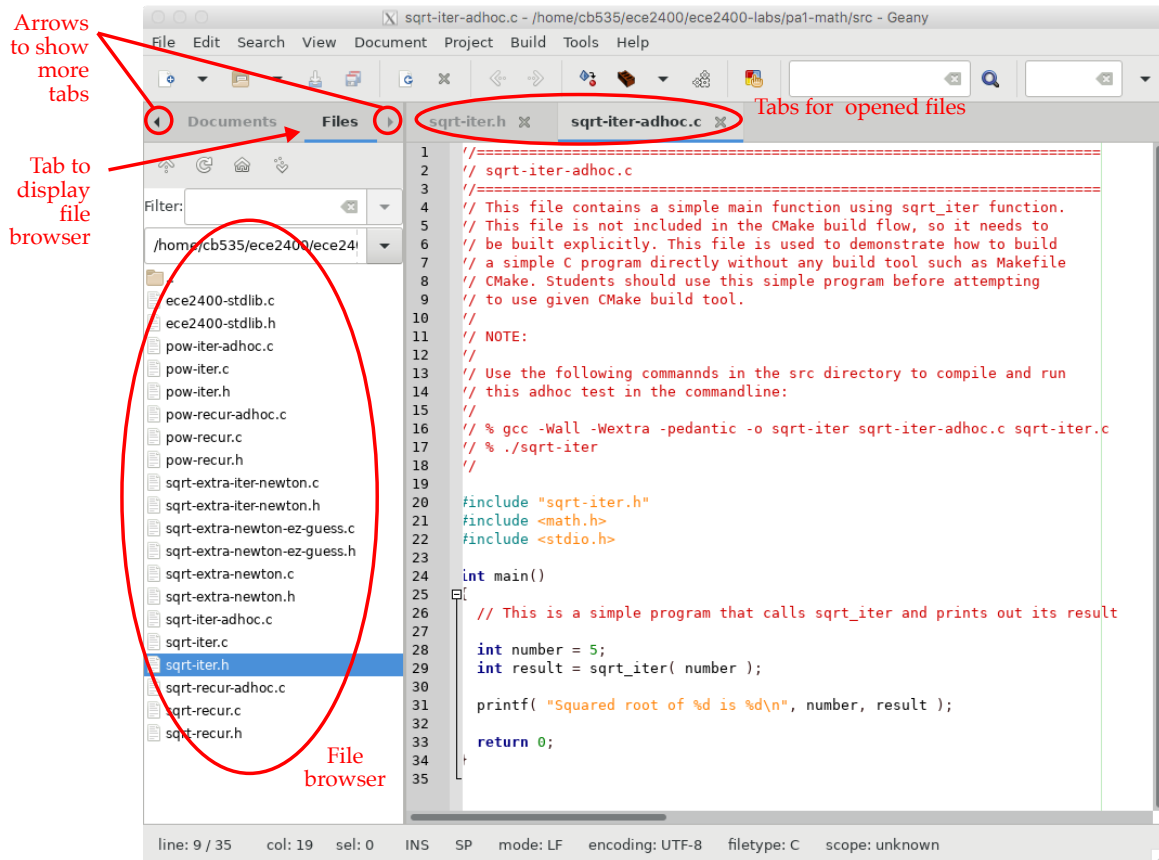 sqrt-iter-adhoc.c - /home/cb535/ece2400/ece2400-labs/pa1-math/src - Geany
File Edit Search View Document Project Build Tools Help
Arrows
to show
more
tabs
Documents Files
sqrt-iter.h sqrt-iter-adhoc.c
Tabs for opened files
Tab to
display
file
browser
Filter:
/home/cb535/ece2400/ece24
..
ece2400-stdlib.c
ece2400-stdlib.h
pow-iter-adhoc.c
pow-iter.c
pow-iter.h
pow-recur-adhoc.c
pow-recur.c
pow-recur.h
sqrt-extra-iter-newton.c
sqrt-extra-iter-newton.h
sqrt-extra-newton-ez-guess.c
sqrt-extra-newton-ez-guess.h
sqrt-extra-newton.c
sqrt-extra-newton.h
sqrt-iter-adhoc.c
sqrt-iter.c
sqrt-iter.h
sqrt-recur-adhoc.c
sqrt-recur.c
sqrt-recur.h
File
browser
1 //=========================================================================
2 // sqrt-iter-adhoc.c
3 //=========================================================================
4 // This file contains a simple main function using sqrt_iter function.
5 // This file is not included in the CMake build flow, so it needs to
6 // be built explicitly. This file is used to demonstrate how to build
7 // a simple C program directly without any build tool such as Makefile
8 // CMake. Students should use this simple program before attempting
9 // to use given CMake build tool.
10 //
11 // NOTE:
12 //
13 // Use the following commannds in the src directory to compile and run
14 // this adhoc test in the commandline:
15 //
16 // % gcc -Wall -Wextra -pedantic -o sqrt-iter sqrt-iter-adhoc.c sqrt-iter.c
17 // % ./sqrt-iter
18 //
19
20 #include "sqrt-iter.h"
21 #include <math.h>
22 #include <stdio.h>
23
24 int main()
25 {
26 // This is a simple program that calls sqrt_iter and prints out its result
27
28 int number = 5;
29 int result = sqrt_iter( number );
30
31 printf( "Squared root of %d is %d\n", number, result );
32
33 return 0;
34 }
35
line: 9 / 35 col: 19 sel: 0 INS SP mode: LF encoding: UTF-8 filetype: C scope: unknown